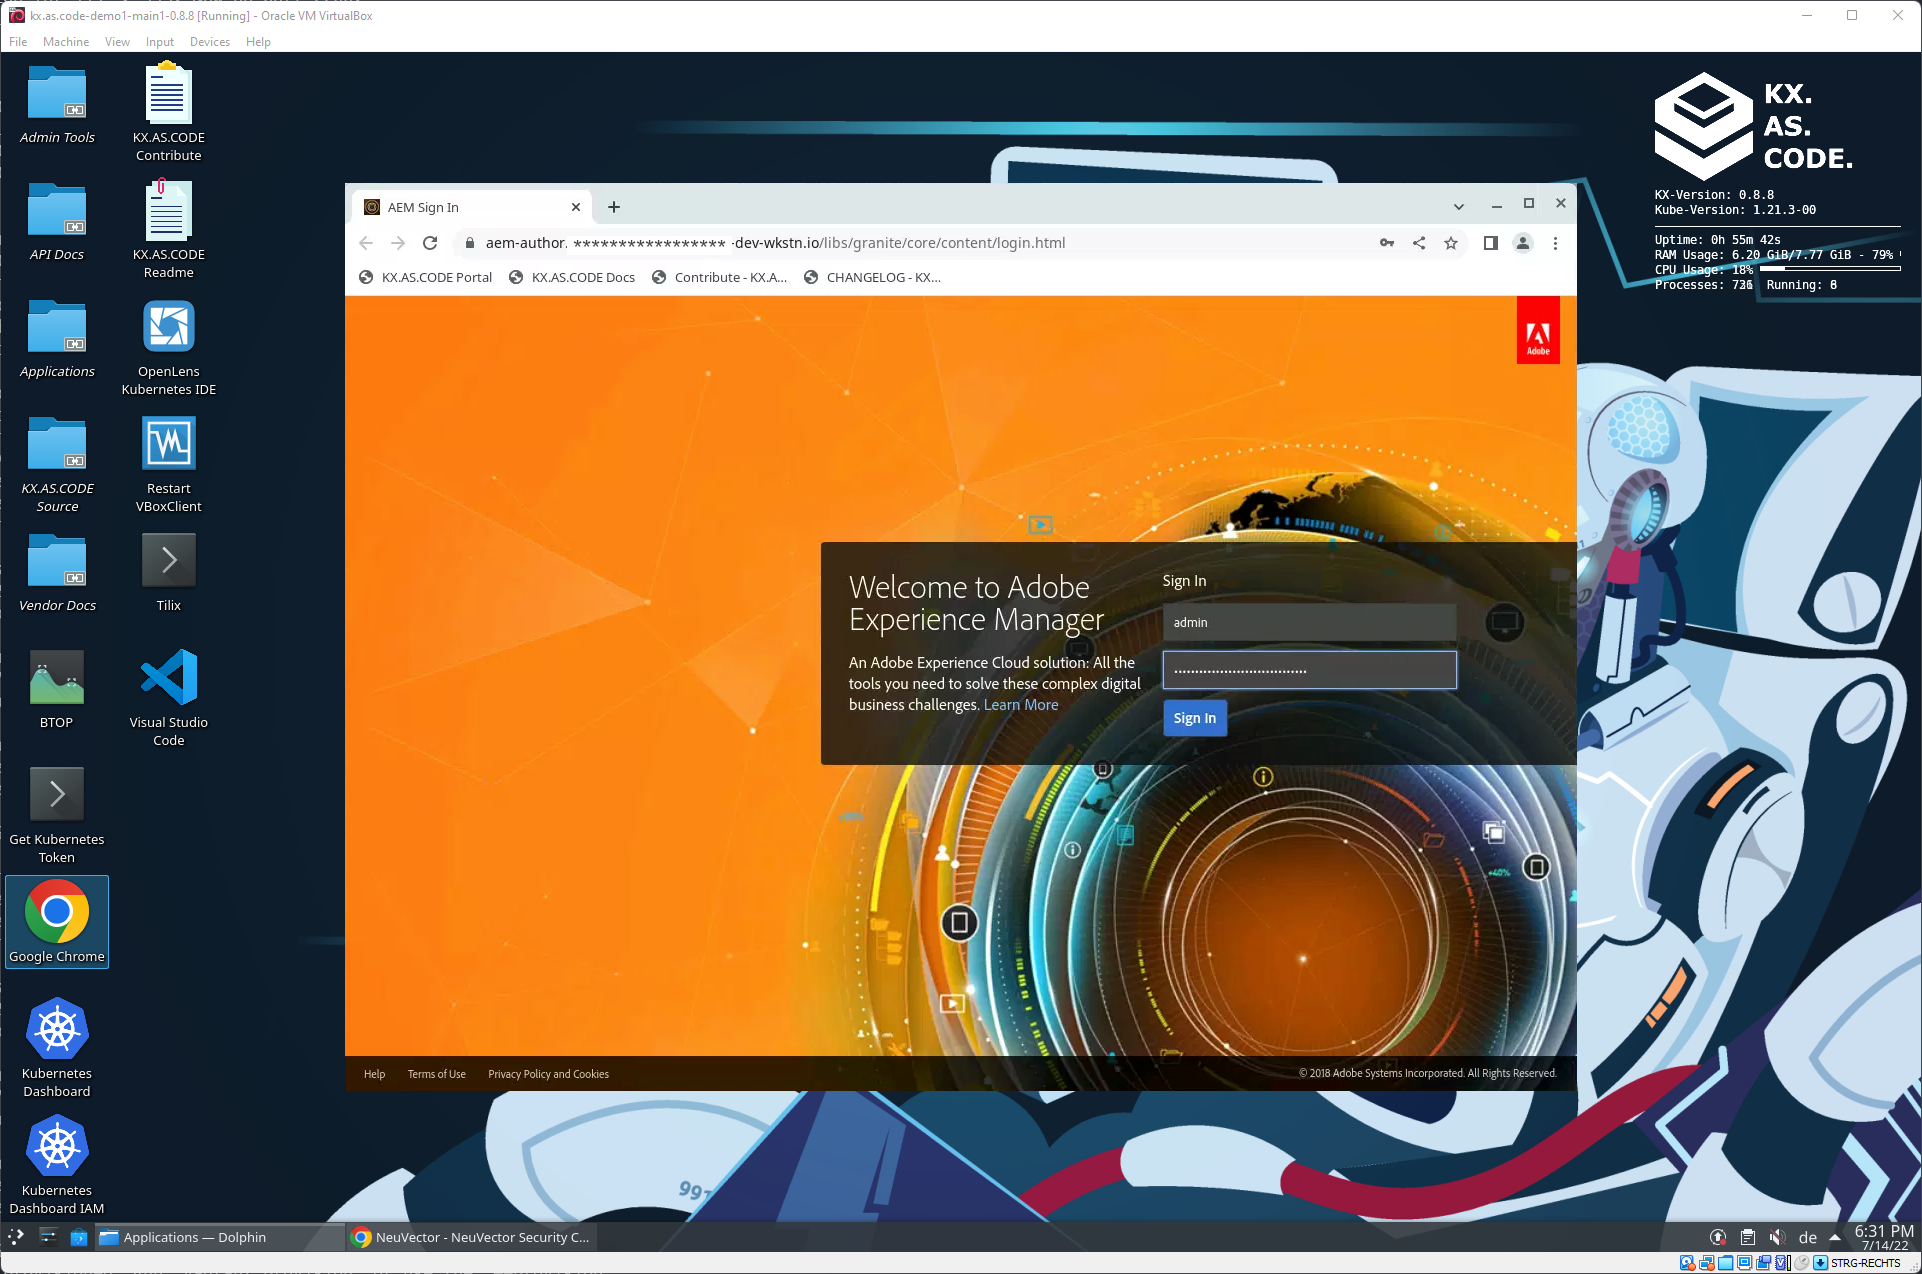 kx.as.code-demo1-main1-0.8.8 [Running] - Oracle VM VirtualBox
File Machine View Input Devices Help
Admin Tools
KX.AS.CODE
Contribute
API Docs
KX.AS.CODE
Readme
Applications
OpenLens
Kubernetes IDE
KX.AS.CODE
Source
Restart
VBoxClient
Vendor Docs
Tilix
BTOP
Visual Studio
Code
Get Kubernetes
Token
Google Chrome
Kubernetes
Dashboard
Kubernetes
Dashboard IAM
KX.
AS.
CODE.
KX-Version: 0.8.8
Kube-Version: 1.21.3-00
Uptime: 0h 55m 42s
RAM Usage: 6.20 GiB/7.77 GiB - 79%
CPU Usage: 18%
Processes: Running:
AEM Sign In
aem-author. ***************** -dev-wkstn.io/libs/granite/core/content/login.html
KX.AS.CODE Portal KX.AS.CODE Docs Contribute - KX.A... CHANGELOG - KX...
Adobe
Welcome to Adobe
Experience Manager
An Adobe Experience Cloud solution: All the
tools you need to solve these complex digital
business challenges. Learn More
Sign In
admin
Sign In
+40%
Help Terms of Use Privacy Policy and Cookies
© 2018 Adobe Systems Incorporated. All Rights Reserved.
Applications — Dolphin
NeuVector - NeuVector Security C...
de
6:31 PM
7/14/22
STRG-RECHTS